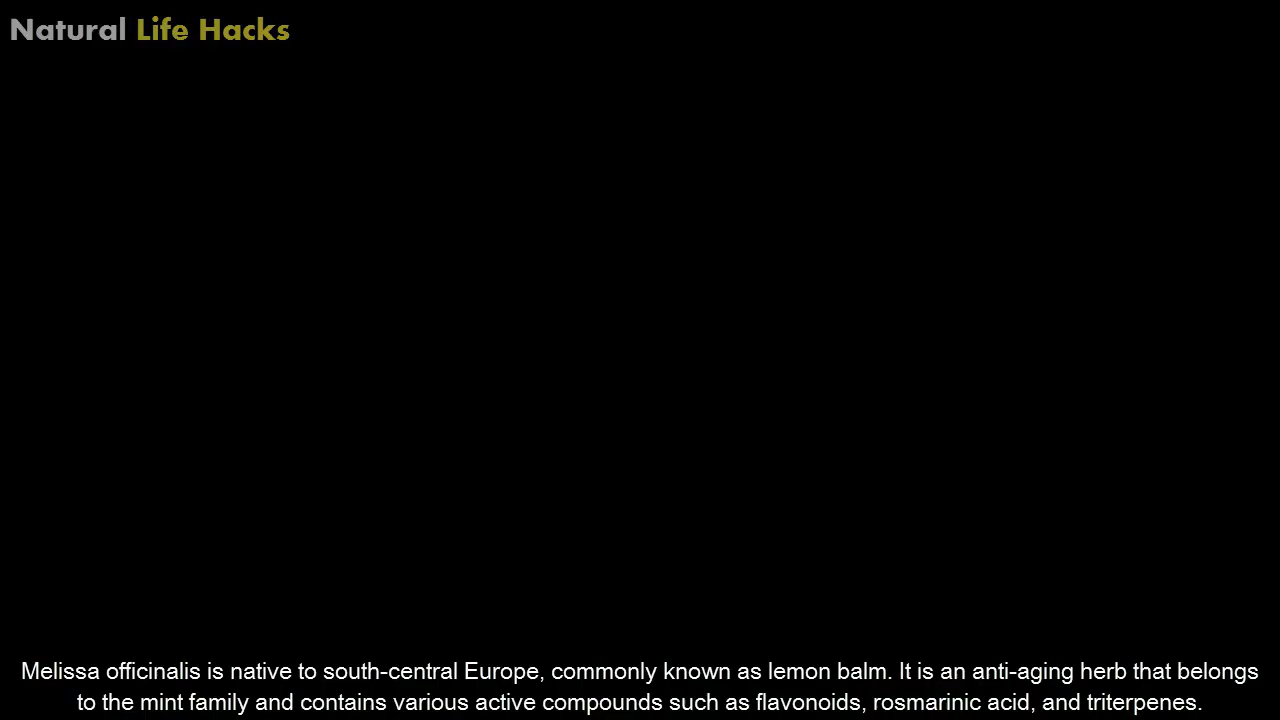 Natural Life Hacks
Melissa officinalis is native to south-central Europe, commonly known as lemon balm. It is an anti-aging herb that belongs
to the mint family and contains various active compounds such as flavonoids, rosmarinic acid, and triterpenes.